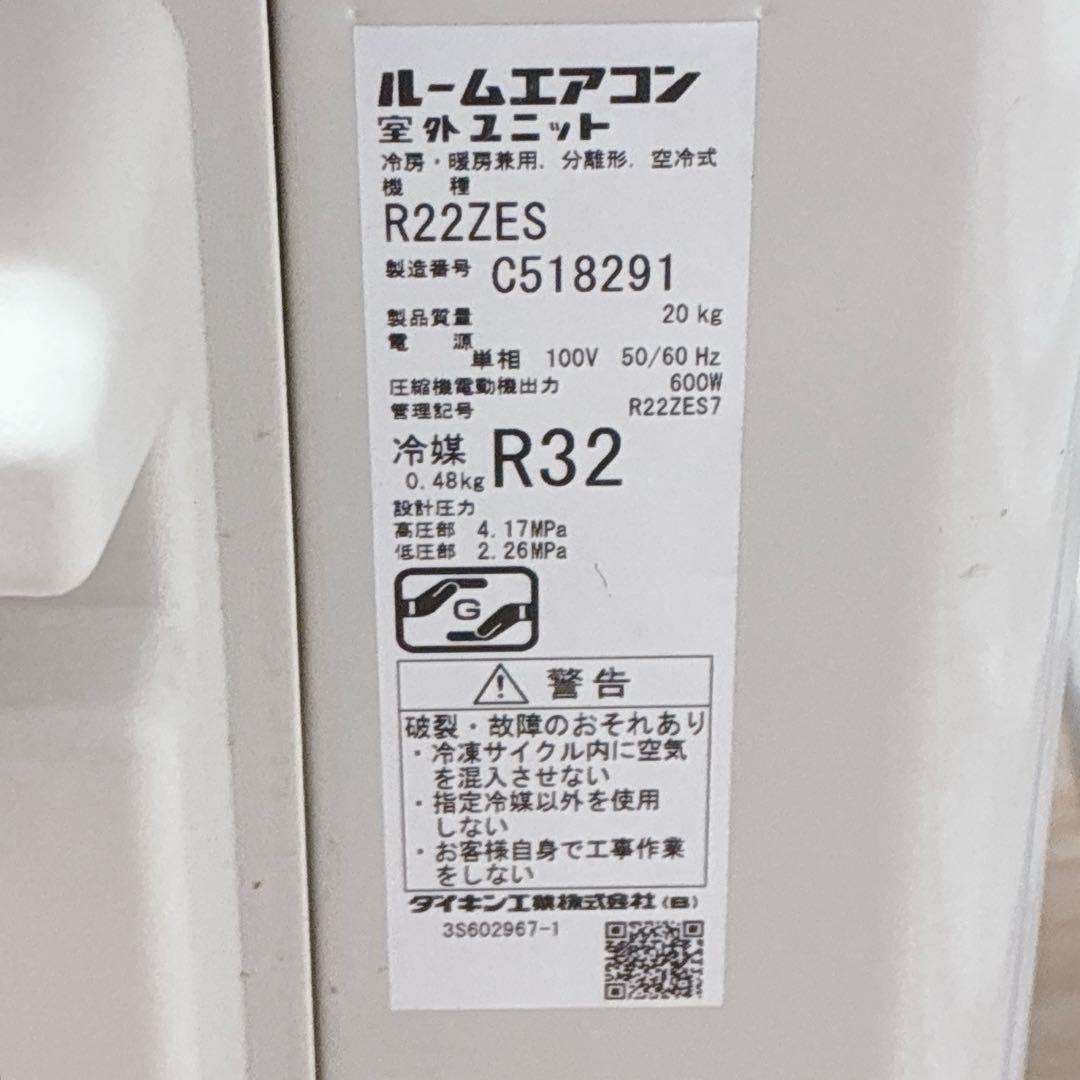 ルームエアコン
室外ユニット
冷房・暖房兼用. 分離形. 空冷式
機種
R22ZES
製造番号 C518291
製品質量 20 kg
電源
単相 100V 50/60 Hz
圧縮機電動機出力 600W
管理記号 R22ZES7
冷媒 R32
0.48kg
設計圧力
高圧部 4.17MPa
低圧部 2.26MPa
G
警告
破裂・故障のおそれあり
・冷凍サイクル内に空気
を混入させない
・指定冷媒以外を使用
しない
・お客様自身で工事作業
をしない
ダイキン工業株式会社(B)
3S602967-1